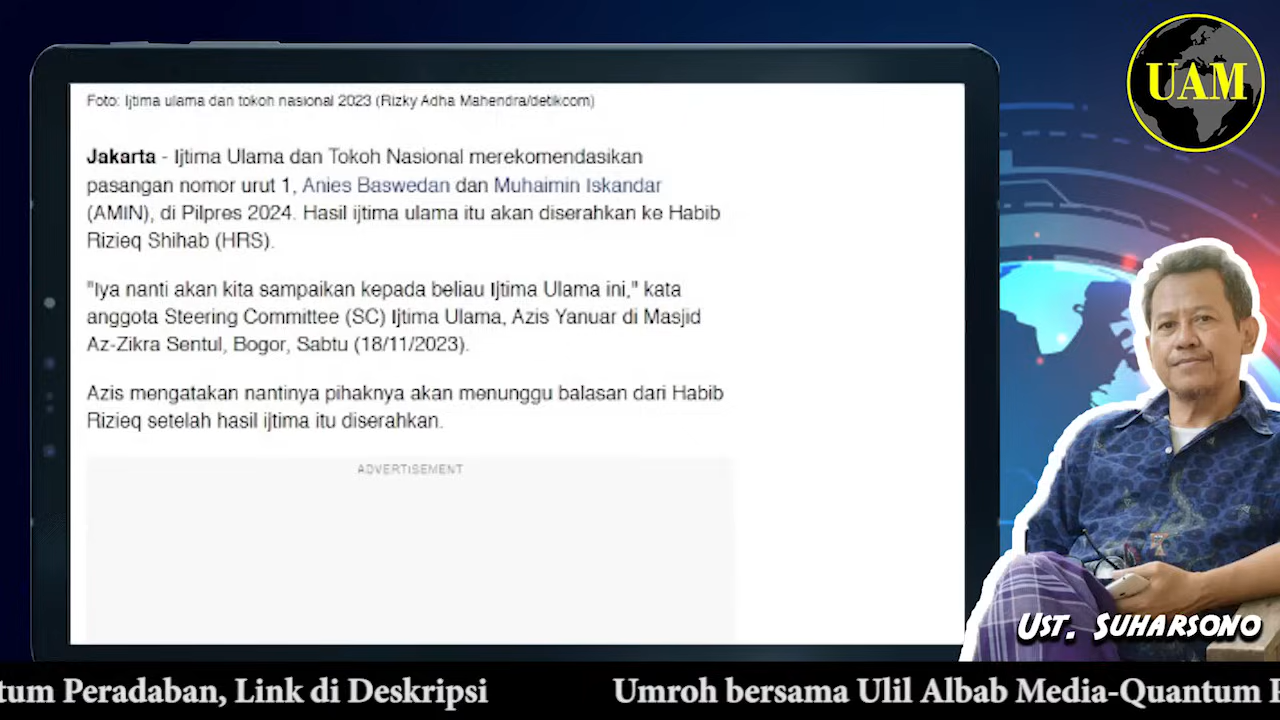 UAM
Foto: Ijtima ulama dan tokoh nasional 2023 (Rizky Adha Mahendra/detikcom)
Jakarta - Ijtima Ulama dan Tokoh Nasional merekomendasikan
pasangan nomor urut 1, Anies Baswedan dan Muhaimin Iskandar
(AMIN), di Pilpres 2024. Hasil ijtima ulama itu akan diserahkan ke Habib
Rizieq Shihab (HRS).
"Iya nanti akan kita sampaikan kepada beliau Ijtima Ulama ini," kata
anggota Steering Committee (SC) Ijtima Ulama, Azis Yanuar di Masjid
Az-Zikra Sentul, Bogor, Sabtu (18/11/2023).
Azis mengatakan nantinya pihaknya akan menunggu balasan dari Habib
Rizieq setelah hasil ijtima itu diserahkan.
ADVERTISEMENT
UST. SUHARSONO
tum Peradaban, Link di Deskripsi Umroh bersama Ulil Albab Media-Quantum